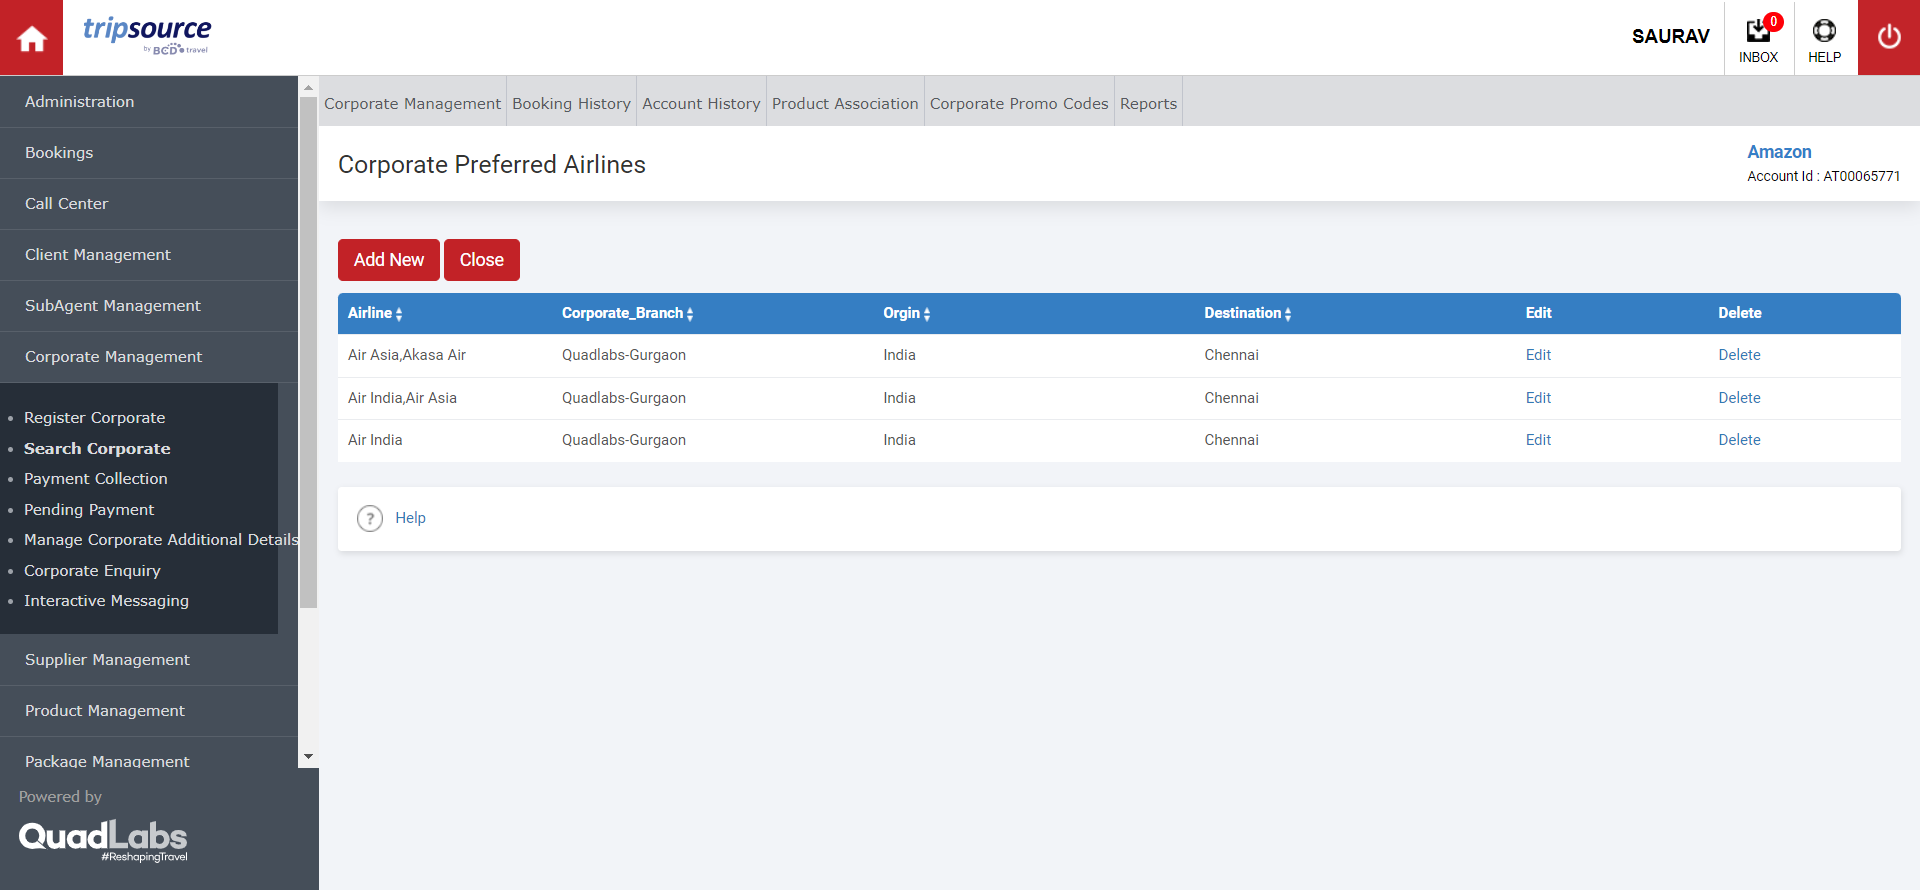 tripsource
by BCD travel
SAURAV
0
INBOX
HELP
Administration
Bookings
Call Center
Client Management
SubAgent Management
Corporate Management
Register Corporate
Search Corporate
Payment Collection
Pending Payment
Manage Corporate Additional Details
Corporate Enquiry
Interactive Messaging
Supplier Management
Product Management
Package Management
Powered by
QuadLabs
#ReshapingTravel
Corporate Management Booking History Account History Product Association Corporate Promo Codes Reports
Corporate Preferred Airlines
Amazon
Account Id : AT00065771
Add New Close
Airline Corporate_Branch Orgin Destination Edit Delete
Air Asia,Akasa Air Quadlabs-Gurgaon India Chennai Edit Delete
Air India,Air Asia Quadlabs-Gurgaon India Chennai Edit Delete
Air India Quadlabs-Gurgaon India Chennai Edit Delete
? Help